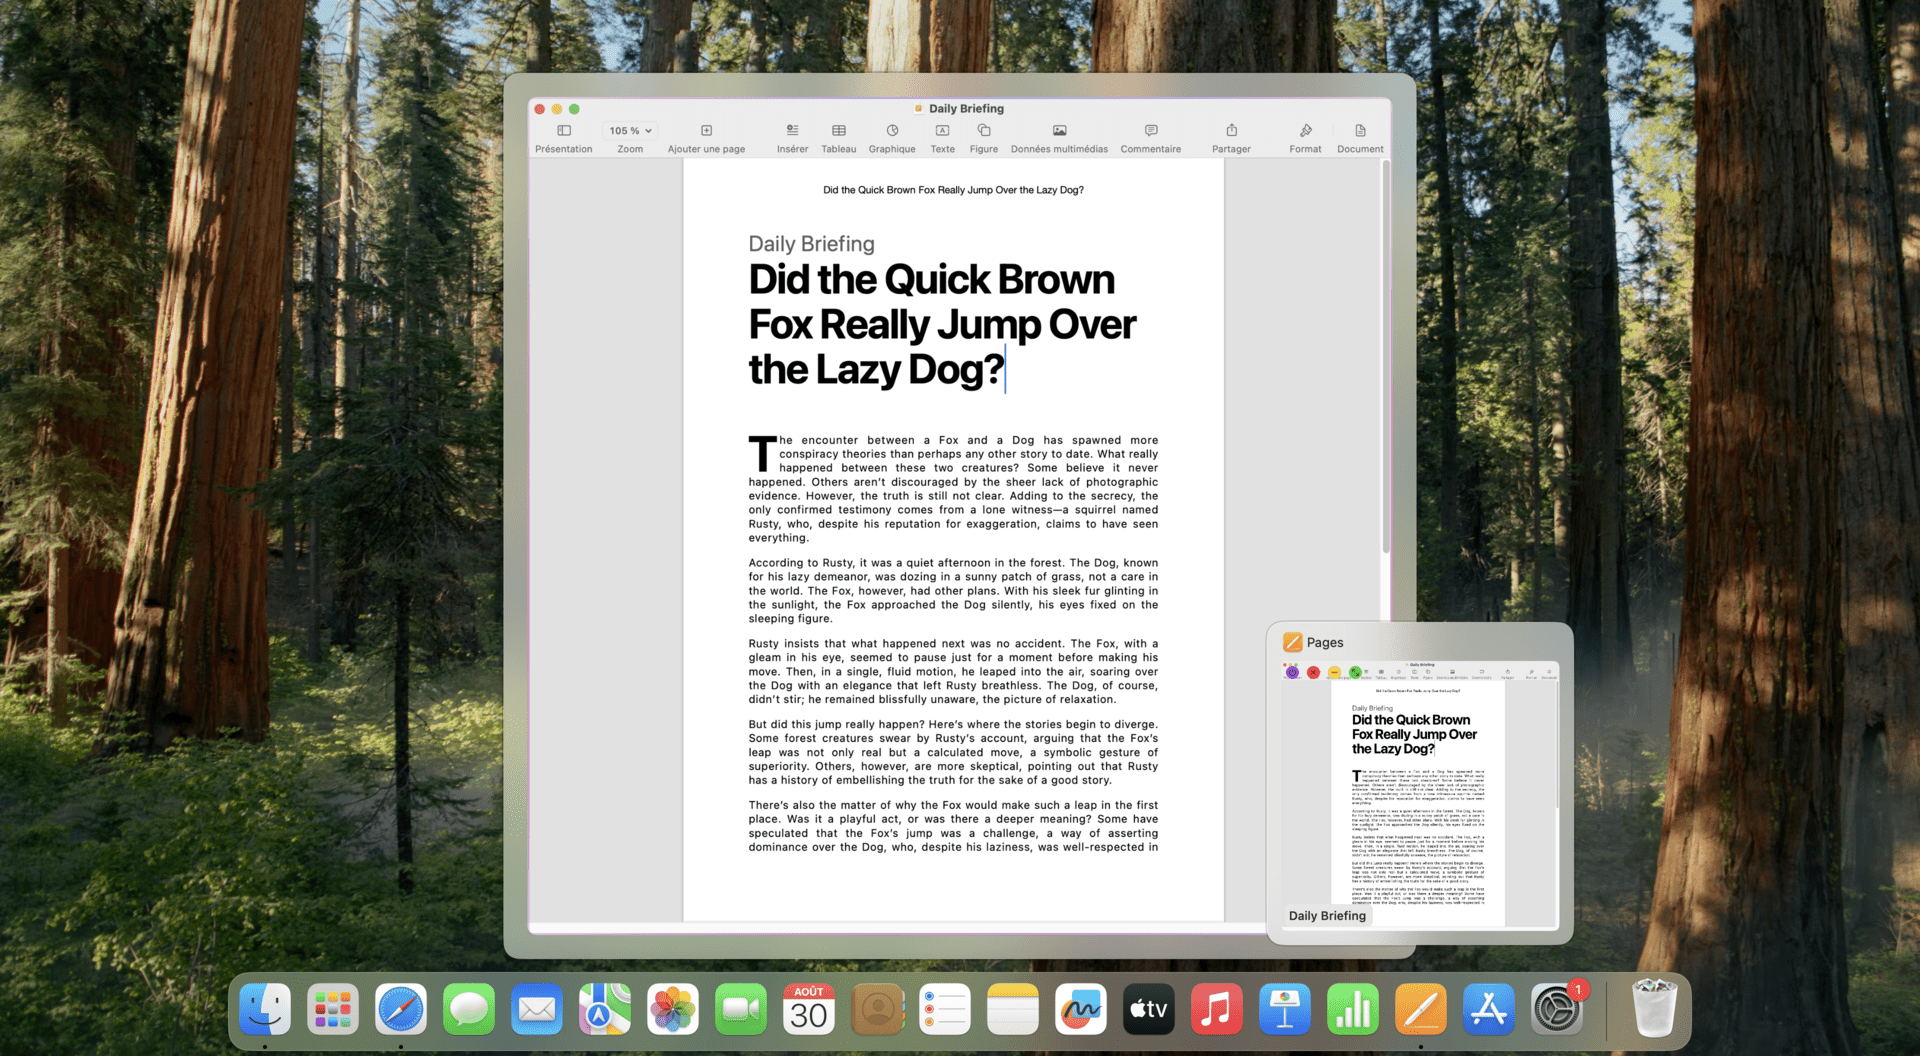 Daily Briefing
105 %
Présentation Zoom Ajouter une page Insérer Tableau Graphique Texte Figure Données multimédias Commentaire Partager Format Document
Did the Quick Brown Fox Really Jump Over the Lazy Dog?
Daily Briefing
Did the Quick Brown
Fox Really Jump Over
the Lazy Dog?
The encounter between a Fox and a Dog has spawned more
conspiracy theories than perhaps any other story to date. What really
happened between these two creatures? Some believe it never
happened. Others aren’t discouraged by the sheer lack of photographic
evidence. However, the truth is still not clear. Adding to the secrecy, the
only confirmed testimony comes from a lone witness—a squirrel named
Rusty, who, despite his reputation for exaggeration, claims to have seen
everything.
According to Rusty, it was a quiet afternoon in the forest. The Dog, known
for his lazy demeanor, was dozing in a sunny patch of grass, not a care in
the world. The Fox, however, had other plans. With his sleek fur glinting in
the sunlight, the Fox approached the Dog silently, his eyes fixed on the
sleeping figure.
Rusty insists that what happened next was no accident. The Fox, with a
gleam in his eye, seemed to pause just for a moment before making his
move. Then, in a single, fluid motion, he leaped into the air, soaring over
the Dog with an elegance that left Rusty breathless. The Dog, of course,
didn’t stir; he remained blissfully unaware, the picture of relaxation.
But did this jump really happen? Here’s where the stories begin to diverge.
Some forest creatures swear by Rusty’s account, arguing that the Fox’s
leap was not only real but a calculated move, a symbolic gesture of
superiority. Others, however, are more skeptical, pointing out that Rusty
has a history of embellishing the truth for the sake of a good story.
There’s also the matter of why the Fox would make such a leap in the first
place. Was it a playful act, or was there a deeper meaning? Some have
speculated that the Fox’s jump was a challenge, a way of asserting
dominance over the Dog, who, despite his laziness, was well-respected in
Pages
Daily Briefing
Did the Quick Brown Fox Really Jump Over the Lazy Dog?
Daily Briefing
Did the Quick Brown
Fox Really Jump Over
the Lazy Dog?
Daily Briefing
AOÛT
30
tv
1